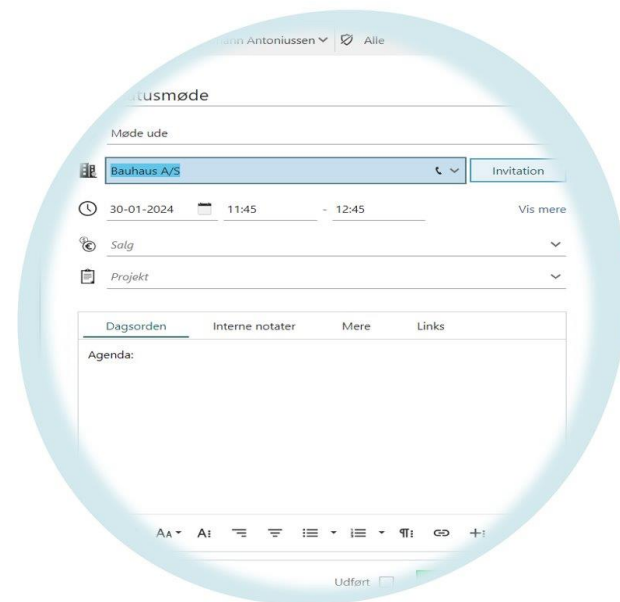 Antoniussen Alle
Møde ude
Bauhaus A/S Invitation
30-01-2024 11:45 - 12:45 Vis mere
Salg
Projekt
Dagsorden Interne notater Mere Links
Agenda:
Udført